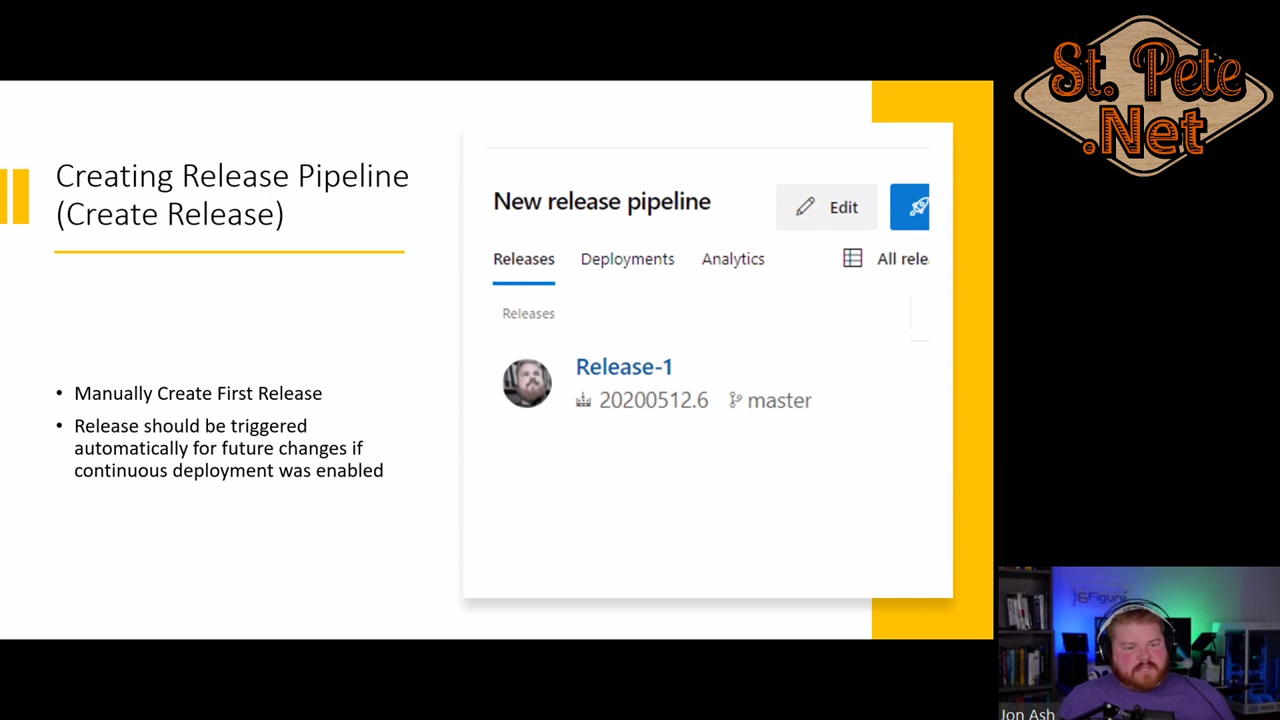 St. Pete
.Net
Creating Release Pipeline
(Create Release)
• Manually Create First Release
• Release should be triggered
automatically for future changes if
continuous deployment was enabled
New release pipeline
Edit
Releases
Deployments
Analytics
All rele
Releases
Release-1
20200512.6
master
6Figure
Jon Ash